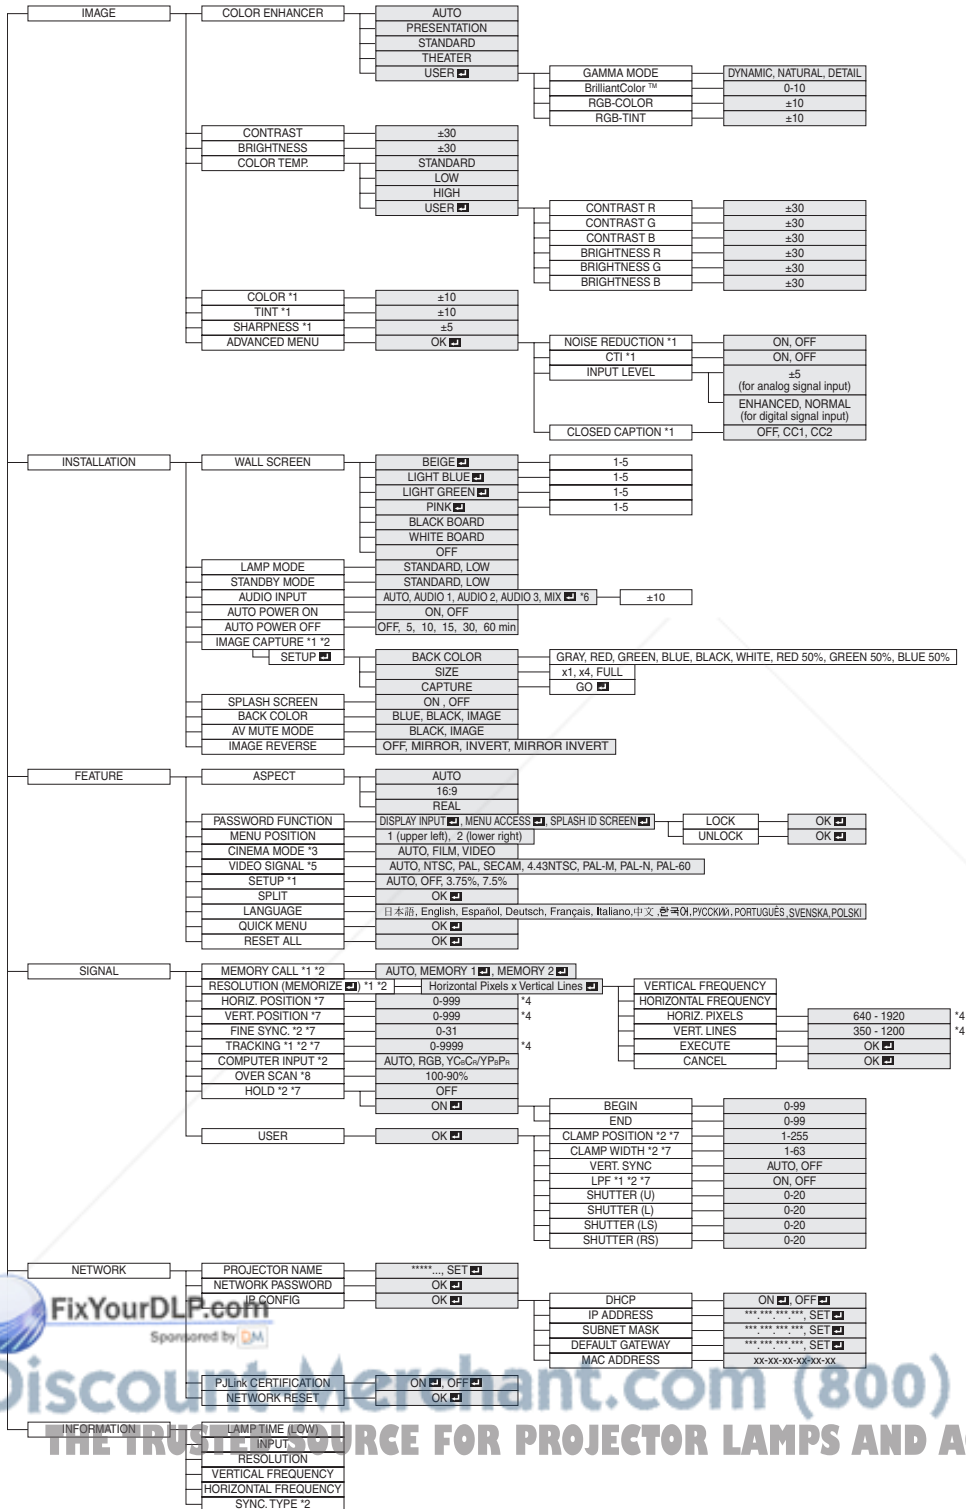 IMAGE COLOR ENHANCER AUTO
PRESENTATION
STANDARD
THEATER
USER GAMMA MODE DYNAMIC, NATURAL, DETAIL
BrilliantColor ™ 0-10
RGB-COLOR ±10
RGB-TINT ±10
CONTRAST ±30
BRIGHTNESS ±30
COLOR TEMP. STANDARD
LOW
HIGH
USER CONTRAST R ±30
CONTRAST G ±30
CONTRAST B ±30
BRIGHTNESS R ±30
BRIGHTNESS G ±30
BRIGHTNESS B ±30
COLOR *1 ±10
TINT *1 ±10
SHARPNESS *1 ±5
ADVANCED MENU OK NOISE REDUCTION *1 ON, OFF
CTI *1 ON, OFF
INPUT LEVEL ±5
(for analog signal input)
ENHANCED, NORMAL
(for digital signal input)
CLOSED CAPTION *1 OFF, CC1, CC2
INSTALLATION WALL SCREEN BEIGE 1-5
LIGHT BLUE 1-5
LIGHT GREEN 1-5
PINK 1-5
BLACK BOARD
WHITE BOARD
OFF
LAMP MODE STANDARD, LOW
STANDBY MODE STANDARD, LOW
AUDIO INPUT AUTO, AUDIO 1, AUDIO 2, AUDIO 3, MIX *6 ±10
AUTO POWER ON ON, OFF
AUTO POWER OFF OFF, 5, 10, 15, 30, 60 min
IMAGE CAPTURE *1 *2
SETUP BACK COLOR GRAY, RED, GREEN, BLUE, BLACK, WHITE, RED 50%, GREEN 50%, BLUE 50%
SIZE x1, x4, FULL
CAPTURE GO
SPLASH SCREEN ON , OFF
BACK COLOR BLUE, BLACK, IMAGE
AV MUTE MODE BLACK, IMAGE
IMAGE REVERSE OFF, MIRROR, INVERT, MIRROR INVERT
FEATURE ASPECT AUTO
16:9
REAL
PASSWORD FUNCTION DISPLAY INPUT , MENU ACCESS , SPLASH ID SCREEN LOCK OK
UNLOCK OK
MENU POSITION 1 (upper left), 2 (lower right)
CINEMA MODE *3 AUTO, FILM, VIDEO
VIDEO SIGNAL *5 AUTO, NTSC, PAL, SECAM, 4.43NTSC, PAL-M, PAL-N, PAL-60
SETUP *1 AUTO, OFF, 3.75%, 7.5%
SPLIT OK
LANGUAGE 日本語, English, Español, Deutsch, Français, Italiano,中文 ,한국어,РУССКИЙ, PORTUGUÊS ,SVENSKA,POLSKI
QUICK MENU OK
RESET ALL OK
SIGNAL MEMORY CALL *1 *2 AUTO, MEMORY 1 , MEMORY 2
RESOLUTION (MEMORIZE ) *1 *2 Horizontal Pixels x Vertical Lines VERTICAL FREQUENCY
HORIZ. POSITION *7 0-999 *4 HORIZONTAL FREQUENCY
VERT. POSITION *7 0-999 *4 HORIZ. PIXELS 640 - 1920 *4
FINE SYNC. *2 *7 0-31 VERT. LINES 350 - 1200 *4
TRACKING *1 *2 *7 0-9999 *4 EXECUTE OK
COMPUTER INPUT *2 AUTO, RGB, YCBCR/YPBPR CANCEL OK
OVER SCAN *8 100-90%
HOLD *2 *7 OFF
ON BEGIN 0-99
END 0-99
USER OK CLAMP POSITION *2 *7 1-255
CLAMP WIDTH *2 *7 1-63
VERT. SYNC AUTO, OFF
LPF *1 *2 *7 ON, OFF
SHUTTER (U) 0-20
SHUTTER (L) 0-20
SHUTTER (LS) 0-20
SHUTTER (RS) 0-20
NETWORK PROJECTOR NAME *****..., SET
NETWORK PASSWORD OK
IP CONFIG OK DHCP ON , OFF
IP ADDRESS ***.***.***.***, SET
SUBNET MASK ***.***.***.***, SET
DEFAULT GATEWAY ***.***.***.***, SET
MAC ADDRESS xx-xx-xx-xx-xx-xx
FixYourDLP.com
Sponsored by DM
PJLink CERTIFICATION ON , OFF
NETWORK RESET OK
Discount-Merchant.com (800)
THE TRUSTED SOURCE FOR PROJECTOR LAMPS AND A
INFORMATION LAMP TIME (LOW)
INPUT
RESOLUTION
VERTICAL FREQUENCY
HORIZONTAL FREQUENCY
SYNC. TYPE *2